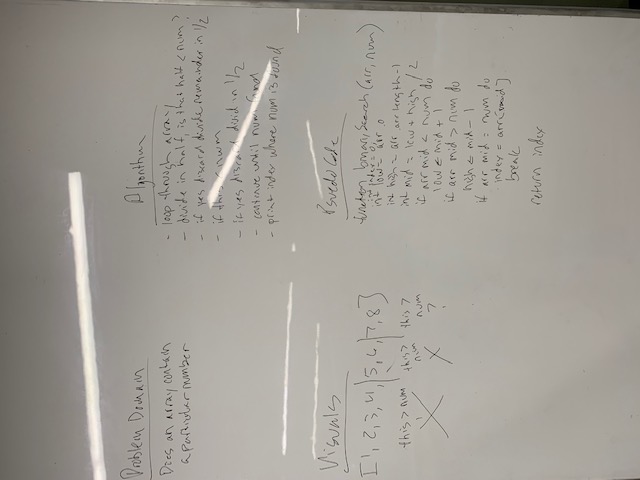 Problem Domain
Does an array contain
a particular number
Algorithm
- loop through array
- divide in half, is that half < num?
- if yes discard divide remainder in 1/2
- if this < num
- if yes discard divid in 1/2
- continue until num found
- print index where num is found
Visuals
[1, 2, 3, 4, | 5, 6, | 7, 8]
this > num
this > num
this > num
?
Psuedo Code
function binarySearch (arr, num)
int index = 0;
int low = arr.0
int high = arr.length-1
int mid = low + high / 2
if arr mid < num do
low = mid + 1
if arr mid > num do
high = mid - 1
if arr mid = num do
index = arr[mid]
break
return index